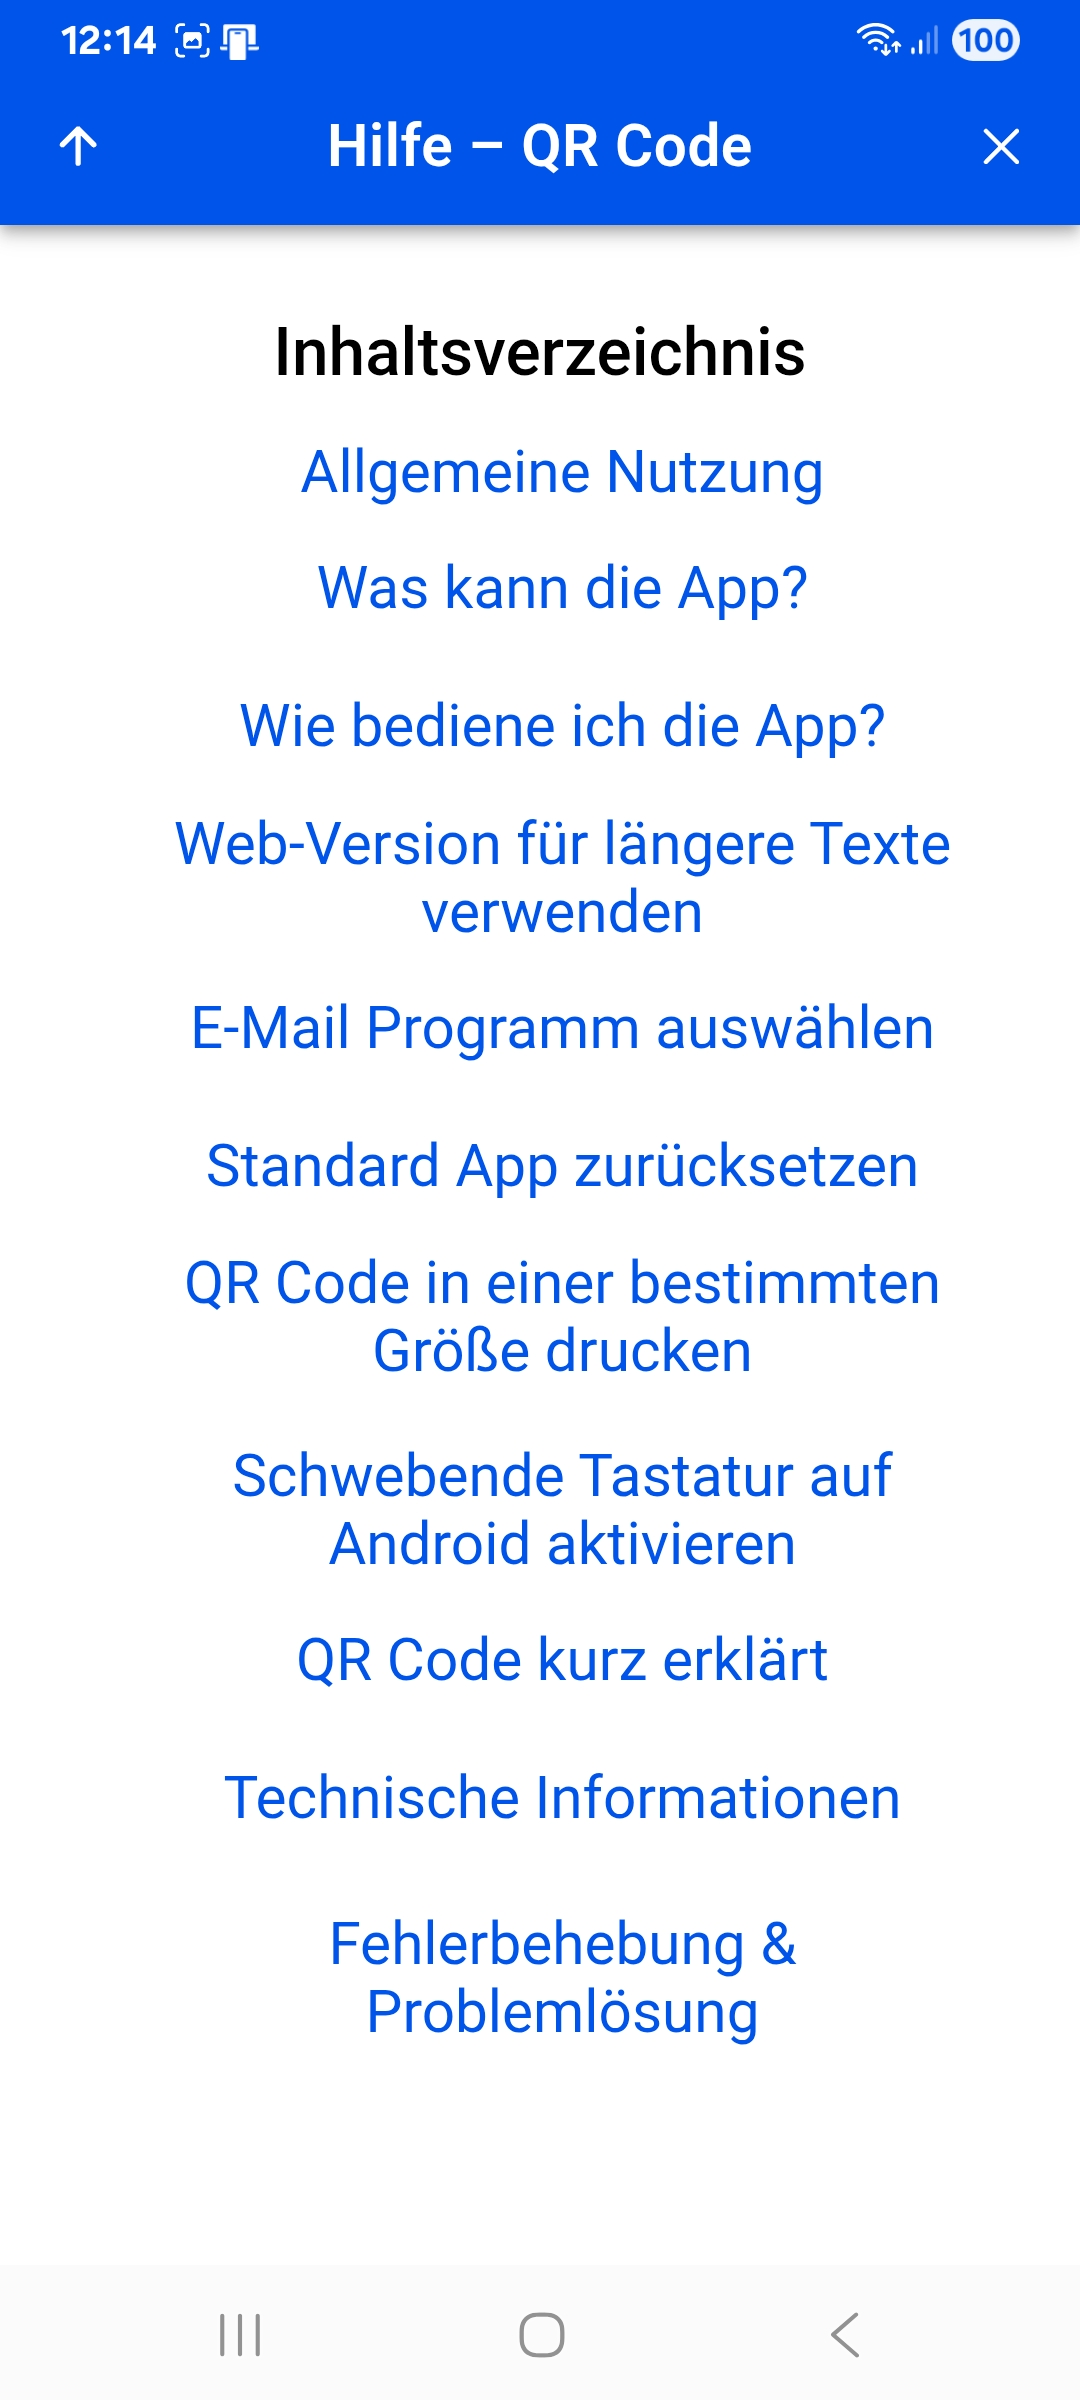 12:14
100
Hilfe – QR Code
Inhaltsverzeichnis
Allgemeine Nutzung
Was kann die App?
Wie bediene ich die App?
Web-Version für längere Texte
verwenden
E-Mail Programm auswählen
Standard App zurücksetzen
QR Code in einer bestimmten
Größe drucken
Schwebende Tastatur auf
Android aktivieren
QR Code kurz erklärt
Technische Informationen
Fehlerbehebung &
Problemlösung